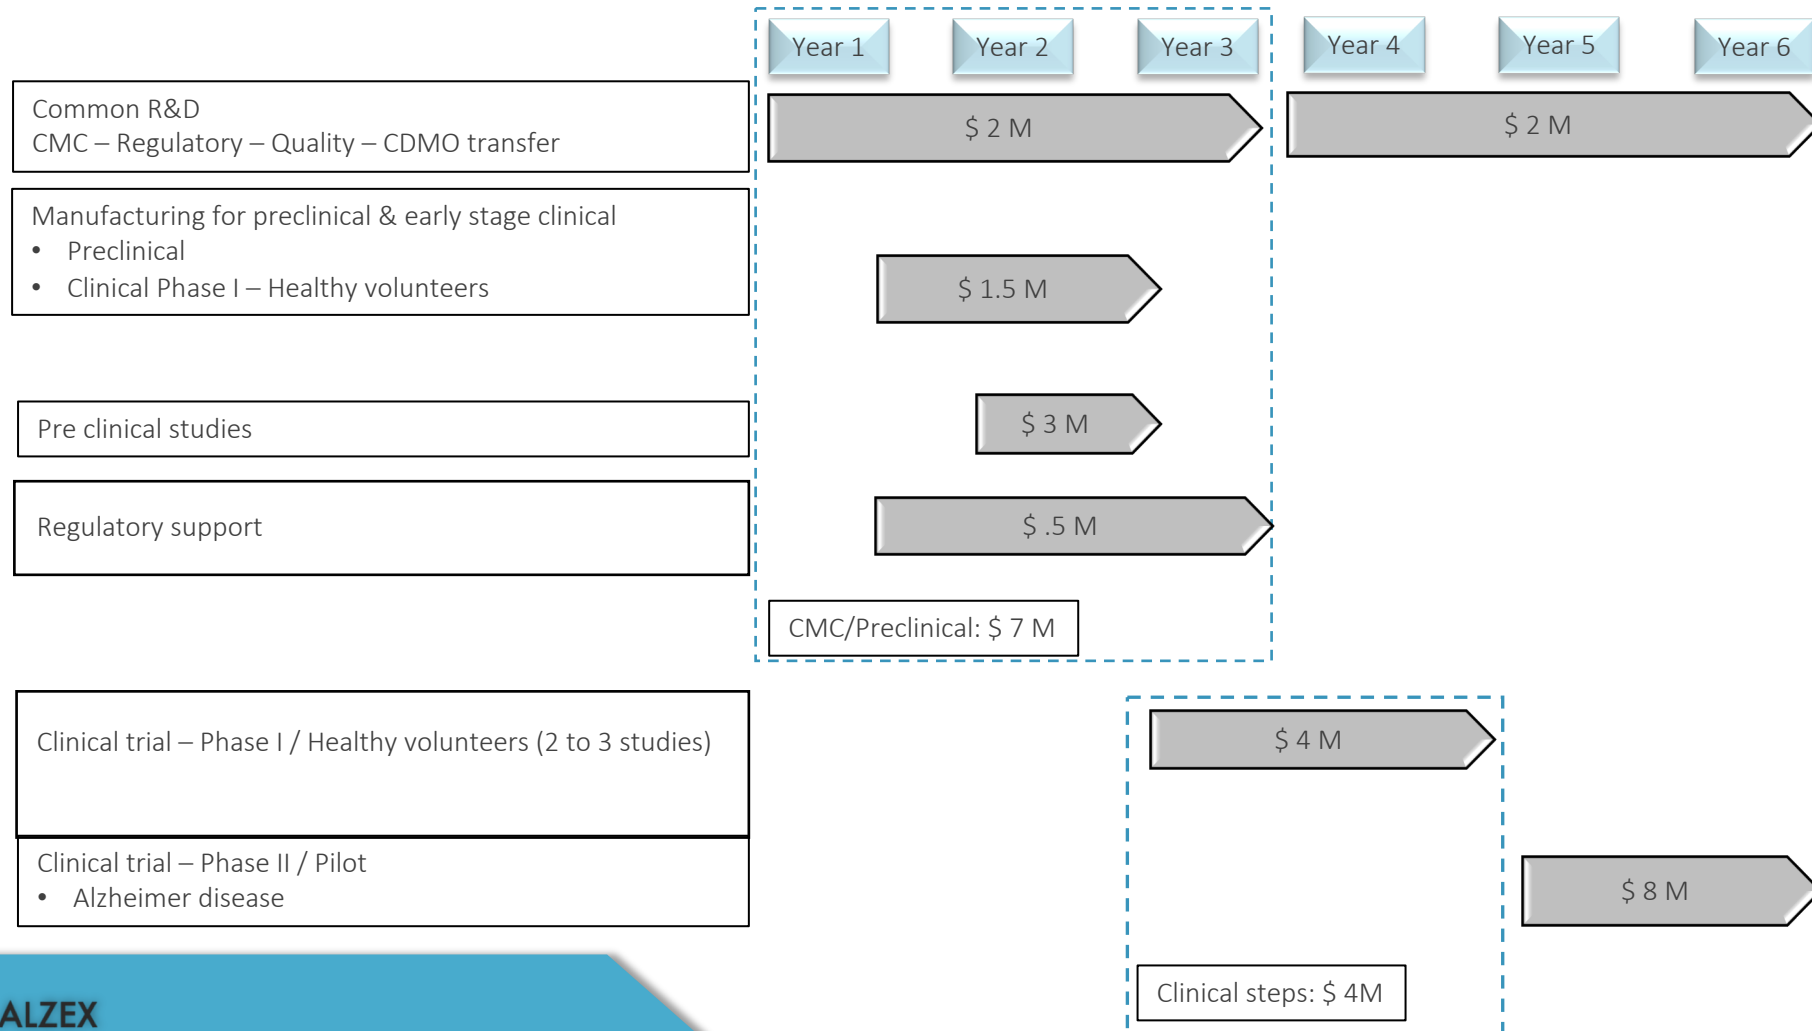 Year 1
Year 2
Year 3
Year 4
Year 5
Year 6
Common R&D
CMC – Regulatory – Quality – CDMO transfer
$ 2 M
$ 2 M
Manufacturing for preclinical & early stage clinical
• Preclinical
• Clinical Phase I – Healthy volunteers
$ 1.5 M
Pre clinical studies
$ 3 M
Regulatory support
$ .5 M
CMC/Preclinical: $ 7 M
Clinical trial – Phase I / Healthy volunteers (2 to 3 studies)
$ 4 M
Clinical trial – Phase II / Pilot
• Alzheimer disease
$ 8 M
Clinical steps: $ 4M
ALZEX